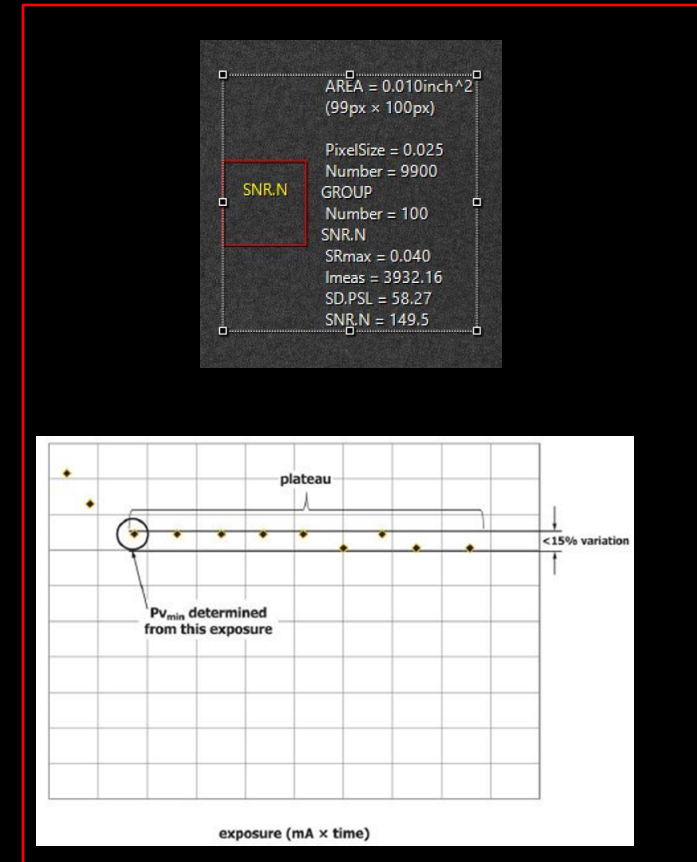 AREA = 0.010inch^2
(99px × 100px)
PixelSize = 0.025
Number = 9900
SNR.N
GROUP
Number = 100
SNR.N
SRmax = 0.040
Imeas = 3932.16
SD.PSL = 58.27
SNR.N = 149.5
plateau
<15% variation
Pvmin determined
from this exposure
exposure (mA × time)